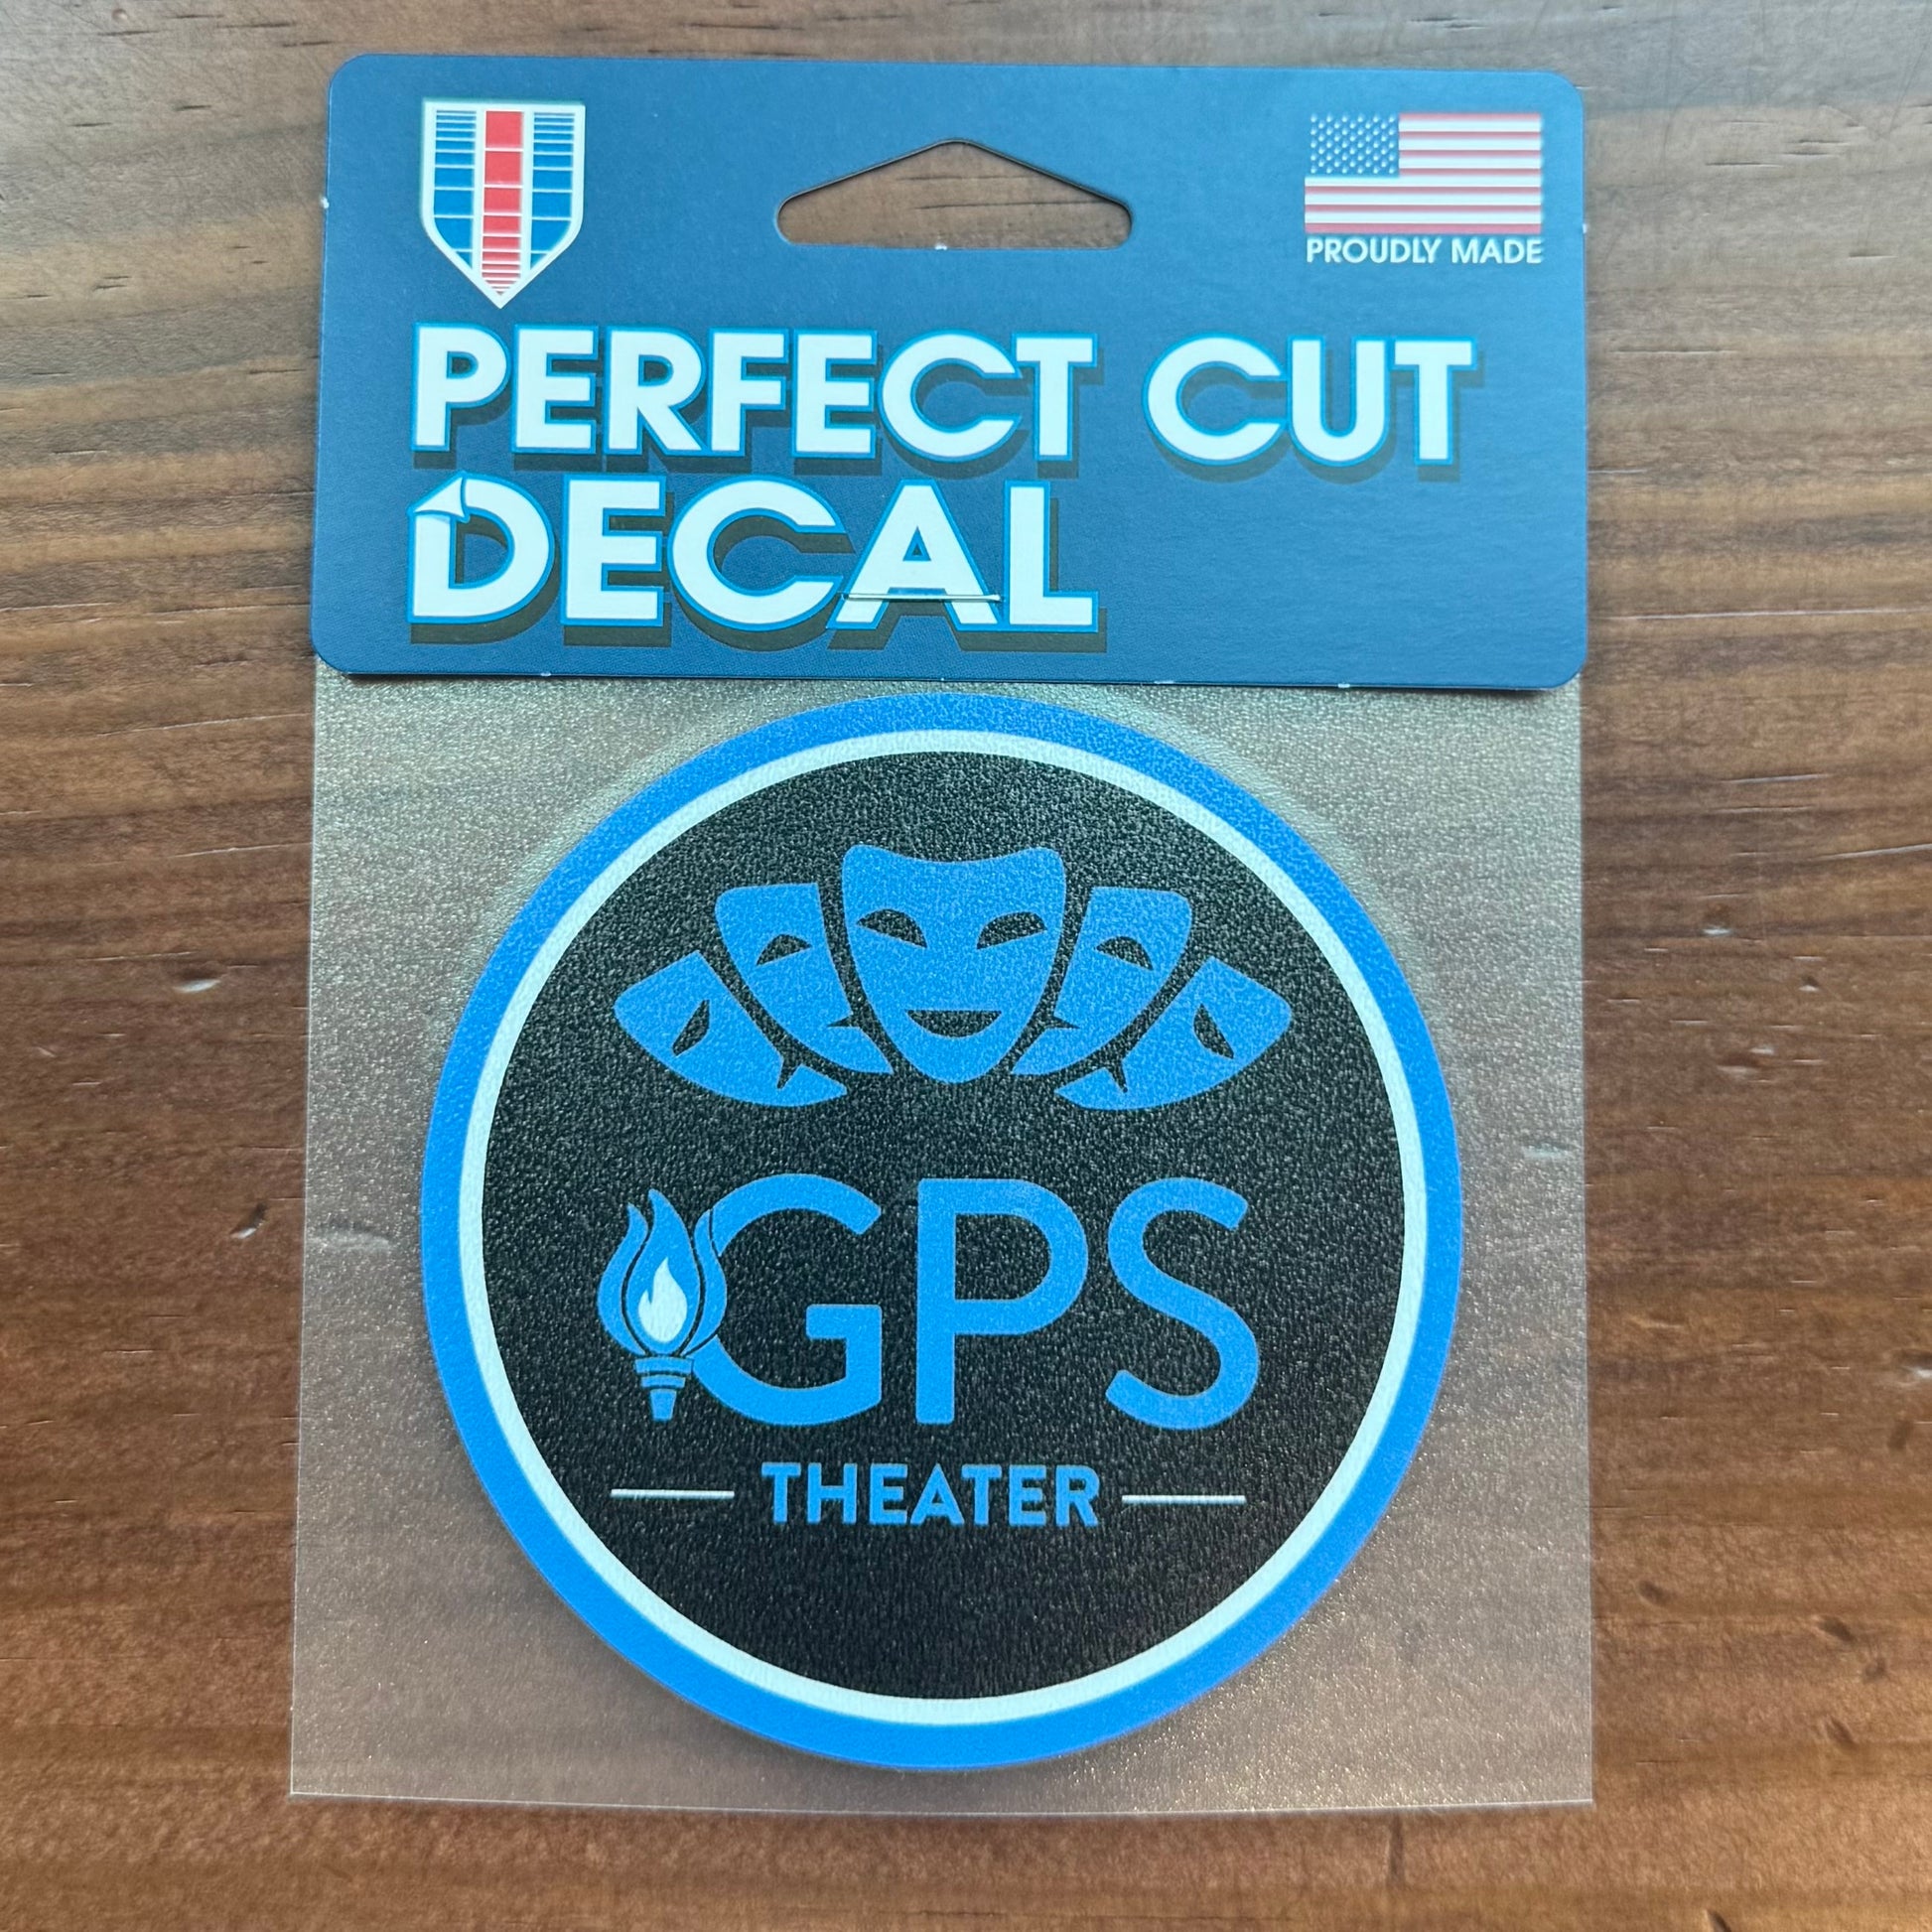 PROUDLY MADE
PERFECT CUT
DECAL
GPS
THEATER